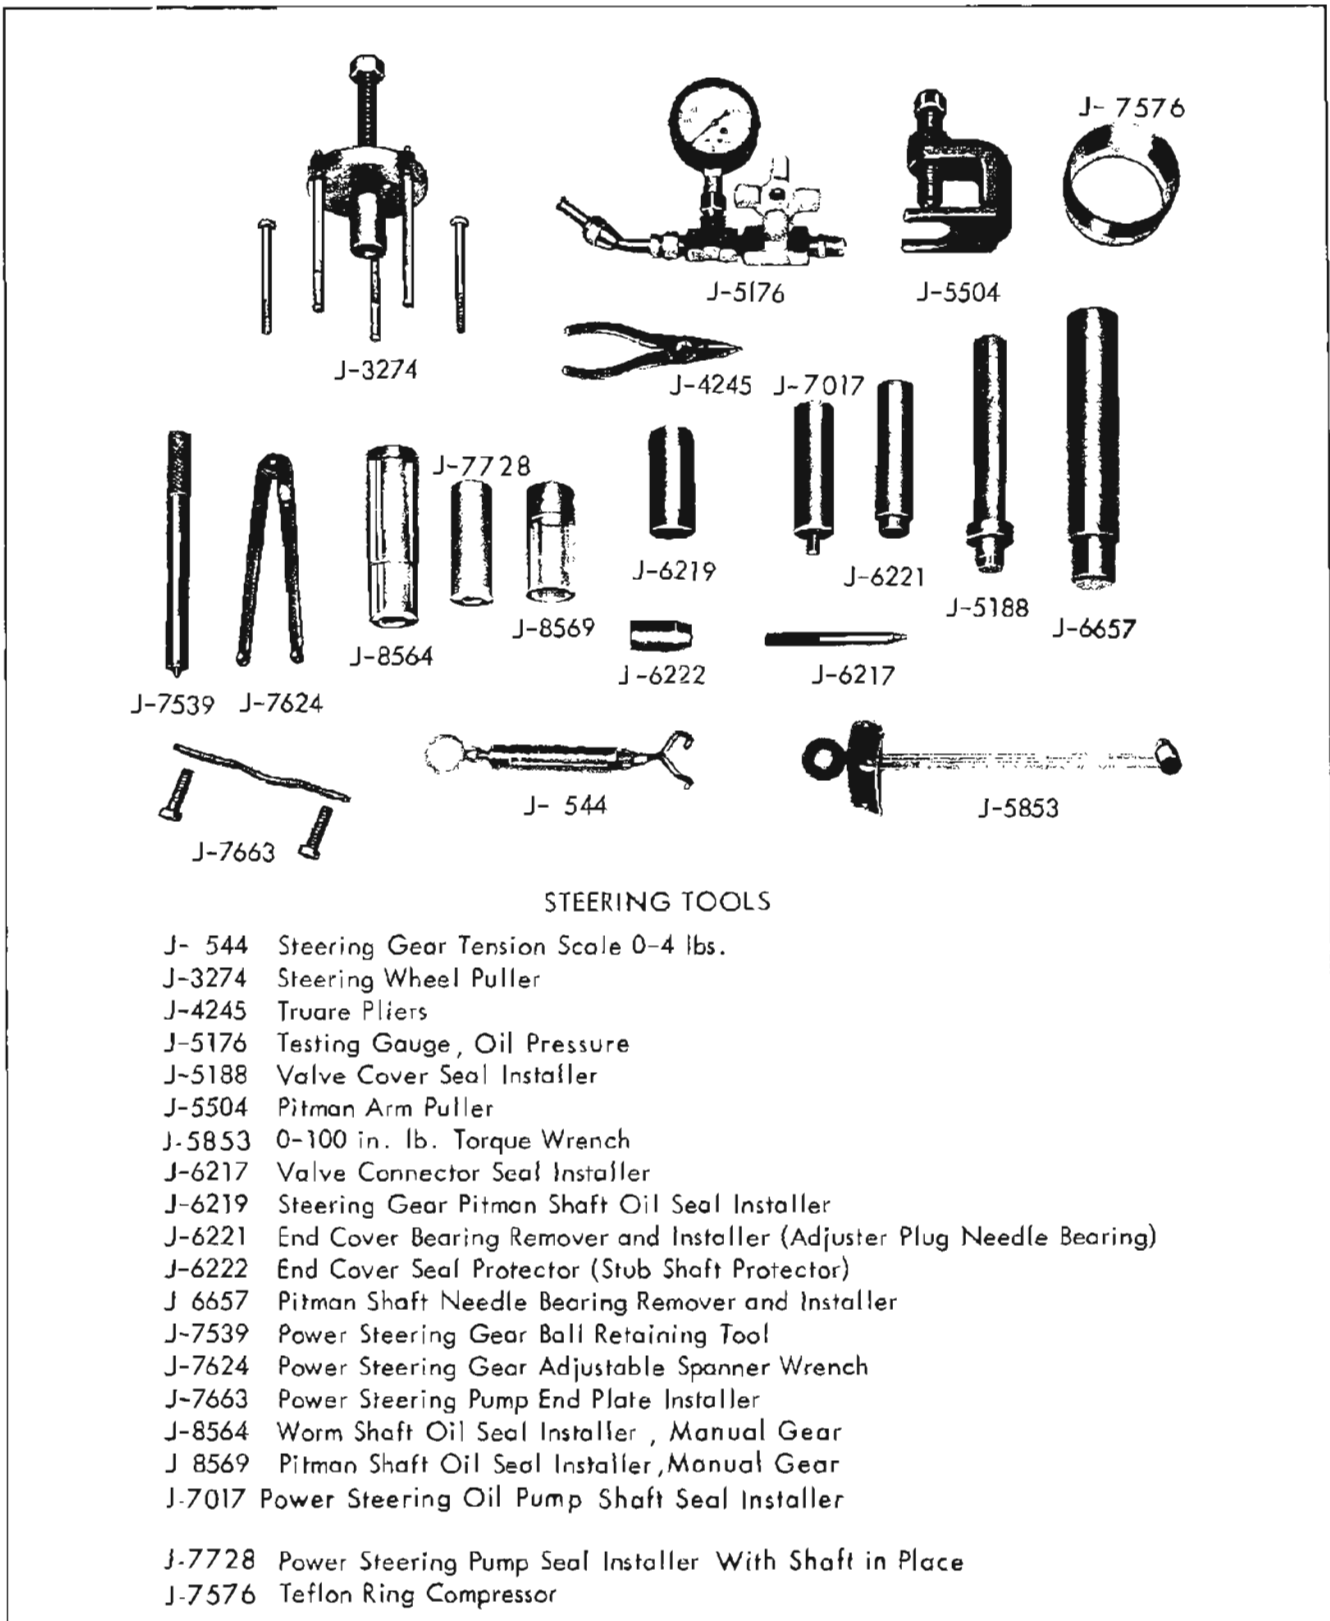 J- 7576
J-5176
J-5504
J-3274
J-4245
J-7017
J-7728
J-6219
J-6221
J-5188
J-8569
J-6657
J-8564
J-6222
J-6217
J-7539
J-7624
J- 544
J-5853
J-7663
STEERING TOOLS
J- 544 Steering Gear Tension Scale 0-4 lbs.
J-3274 Steering Wheel Puller
J-4245 Truare Pliers
J-5176 Testing Gauge, Oil Pressure
J-5188 Valve Cover Seal Installer
J-5504 Pitman Arm Puller
J-5853 0-100 in. lb. Torque Wrench
J-6217 Valve Connector Seal Installer
J-6219 Steering Gear Pitman Shaft Oil Seal Installer
J-6221 End Cover Bearing Remover and Installer (Adjuster Plug Needle Bearing)
J-6222 End Cover Seal Protector (Stub Shaft Protector)
J 6657 Pitman Shaft Needle Bearing Remover and Installer
J-7539 Power Steering Gear Ball Retaining Tool
J-7624 Power Steering Gear Adjustable Spanner Wrench
J-7663 Power Steering Pump End Plate Installer
J-8564 Worm Shaft Oil Seal Installer , Manual Gear
J 8569 Pitman Shaft Oil Seal Installer, Manual Gear
J-7017 Power Steering Oil Pump Shaft Seal Installer
J-7728 Power Steering Pump Seal Installer With Shaft in Place
J-7576 Teflon Ring Compressor